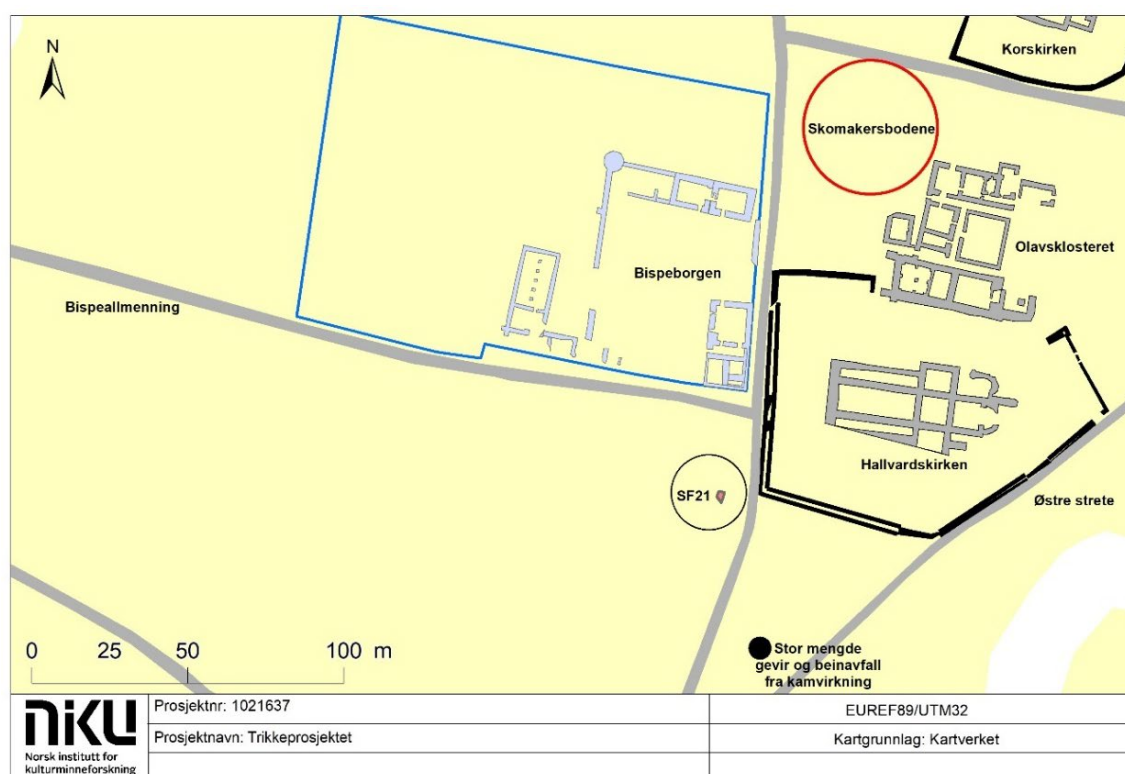 N
Korskirken
Skomakersbodene
Olavsklosteret
Bispeborgen
Bispeallmenning
Hallvardskirken
SF21
Østre strete
0 25 50 100 m
Stor mengde
gevir og beinavfall
fra kamvirkning
NIKU
Norsk institutt for
kulturminneforskning
Prosjektnr: 1021637
EUREF89/UTM32
Prosjektnavn: Trikkeprosjektet
Kartgrunnlag: Kartverket